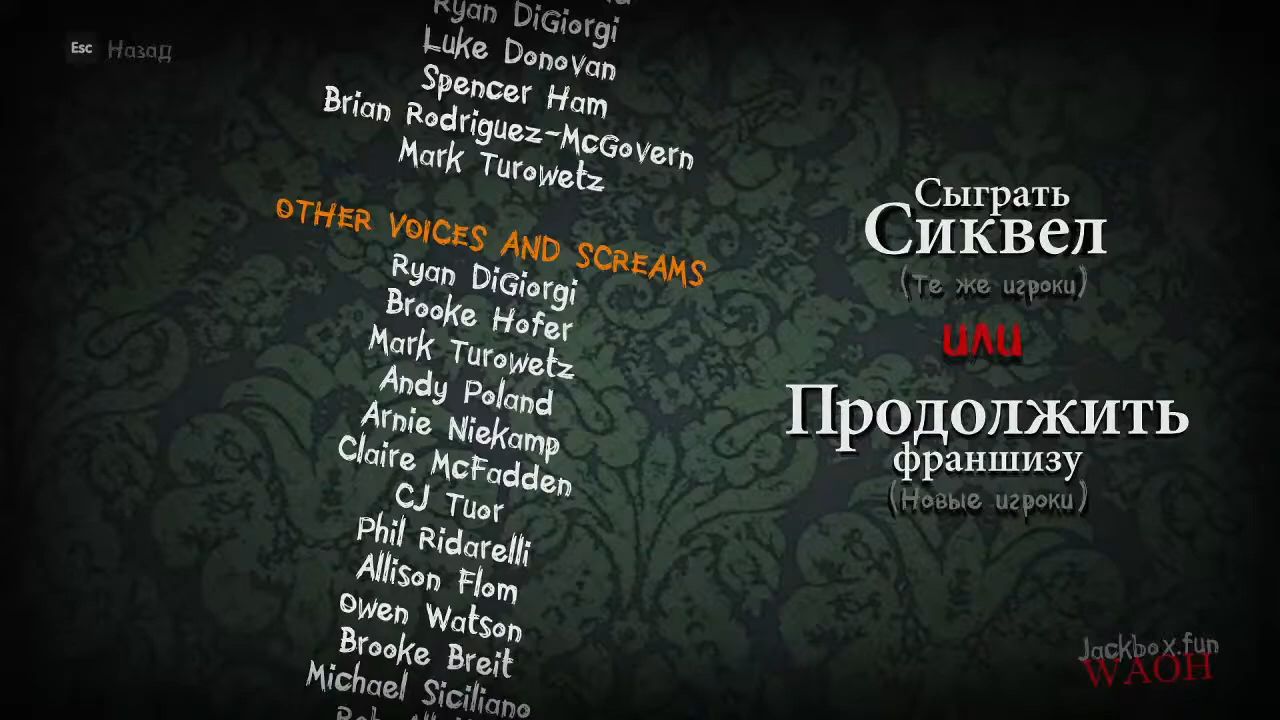 Esc Назад
Ryan DiGiorgi
Luke Donovan
Spencer Ham
Brian Rodriguez-McGovern
Mark Turowetz
OTHER VOICES AND SCREAMS
Ryan DiGiorgi
Brooke Hofer
Mark Turowetz
Andy Poland
Arnie Niekamp
Claire McFadden
CJ Tuor
Phil Ridarelli
Allison Flom
Owen Watson
Brooke Breit
Michael Siciliano
Сыграть
Сиквел
(Те же игроки)
или
Продолжить
франшизу
(Новые игроки)
Jackbox.fun
WAOH